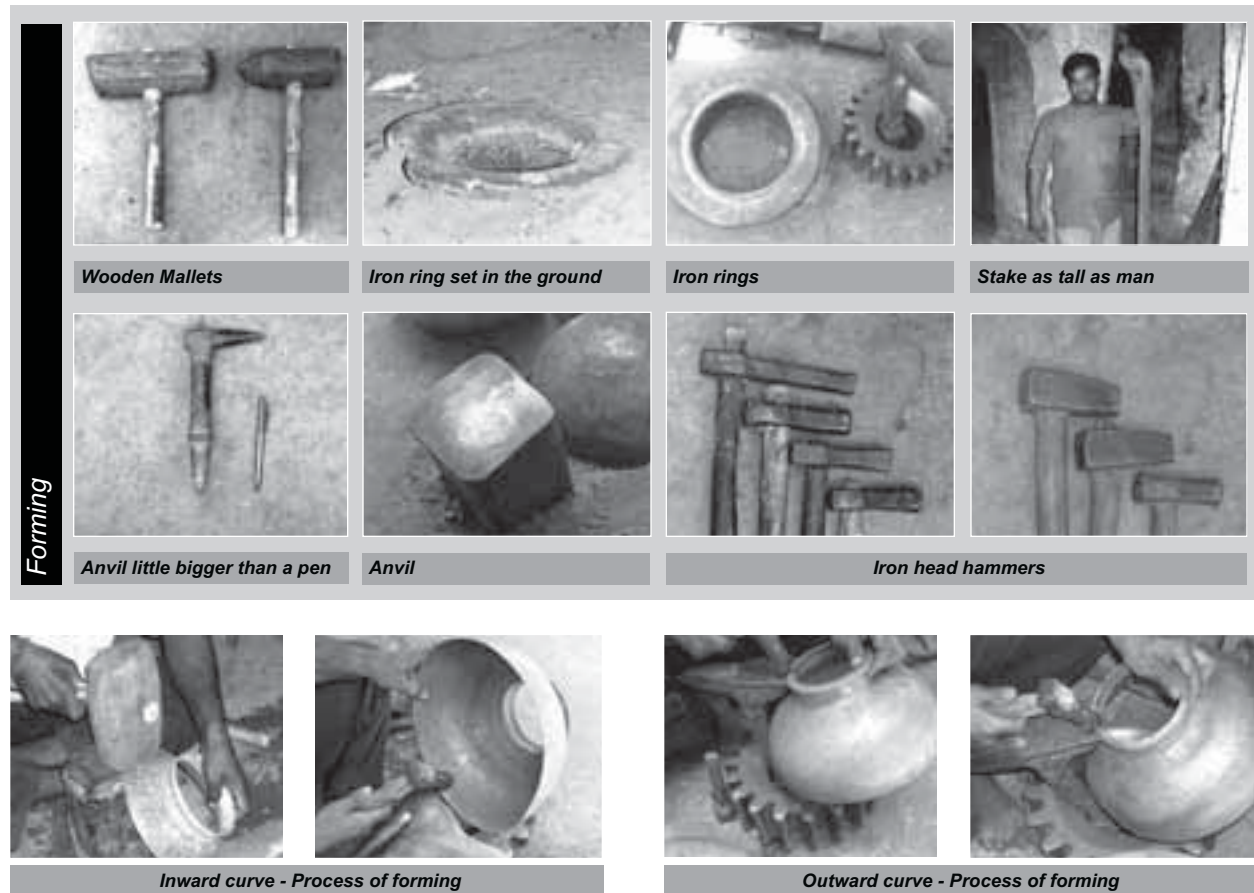 Forming
Wooden Mallets
Iron ring set in the ground
Iron rings
Stake as tall as man
Anvil little bigger than a pen
Anvil
Iron head hammers
Inward curve - Process of forming
Outward curve - Process of forming